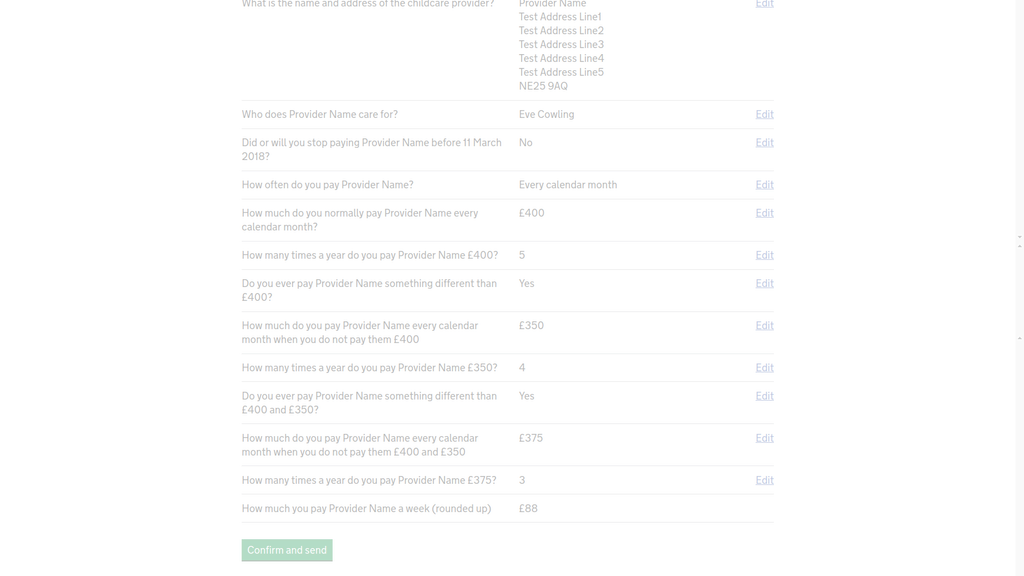 What is the name and address of the childcare provider? Provider Name Edit
Test Address Line1
Test Address Line2
Test Address Line3
Test Address Line4
Test Address Line5
NE25 9AQ
Who does Provider Name care for? Eve Cowling Edit
Did or will you stop paying Provider Name before 11 March No Edit
2018?
How often do you pay Provider Name? Every calendar month Edit
How much do you normally pay Provider Name every £400 Edit
calendar month?
How many times a year do you pay Provider Name £400? 5 Edit
Do you ever pay Provider Name something different than Yes Edit
£400?
How much do you pay Provider Name every calendar £350 Edit
month when you do not pay them £400
How many times a year do you pay Provider Name £350? 4 Edit
Do you ever pay Provider Name something different than Yes Edit
£400 and £350?
How much do you pay Provider Name every calendar £375 Edit
month when you do not pay them £400 and £350
How many times a year do you pay Provider Name £375? 3 Edit
How much you pay Provider Name a week (rounded up) £88
Confirm and send